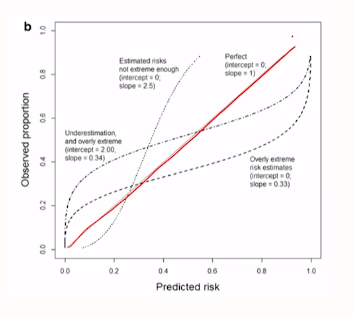 b
Estimated risks
not extreme enough
(intercept = 0;
slope = 2.5)
Perfect
(intercept = 0;
slope = 1)
Underestimation,
and overly extreme
(intercept = 2.00,
slope = 0.34)
Overly extreme
risk estimates
(intercept = 0;
slope = 0.33)
Observed proportion
1.0
0.8
0.6
0.4
0.2
0.0
0.0 0.2 0.4 0.6 0.8 1.0
Predicted risk